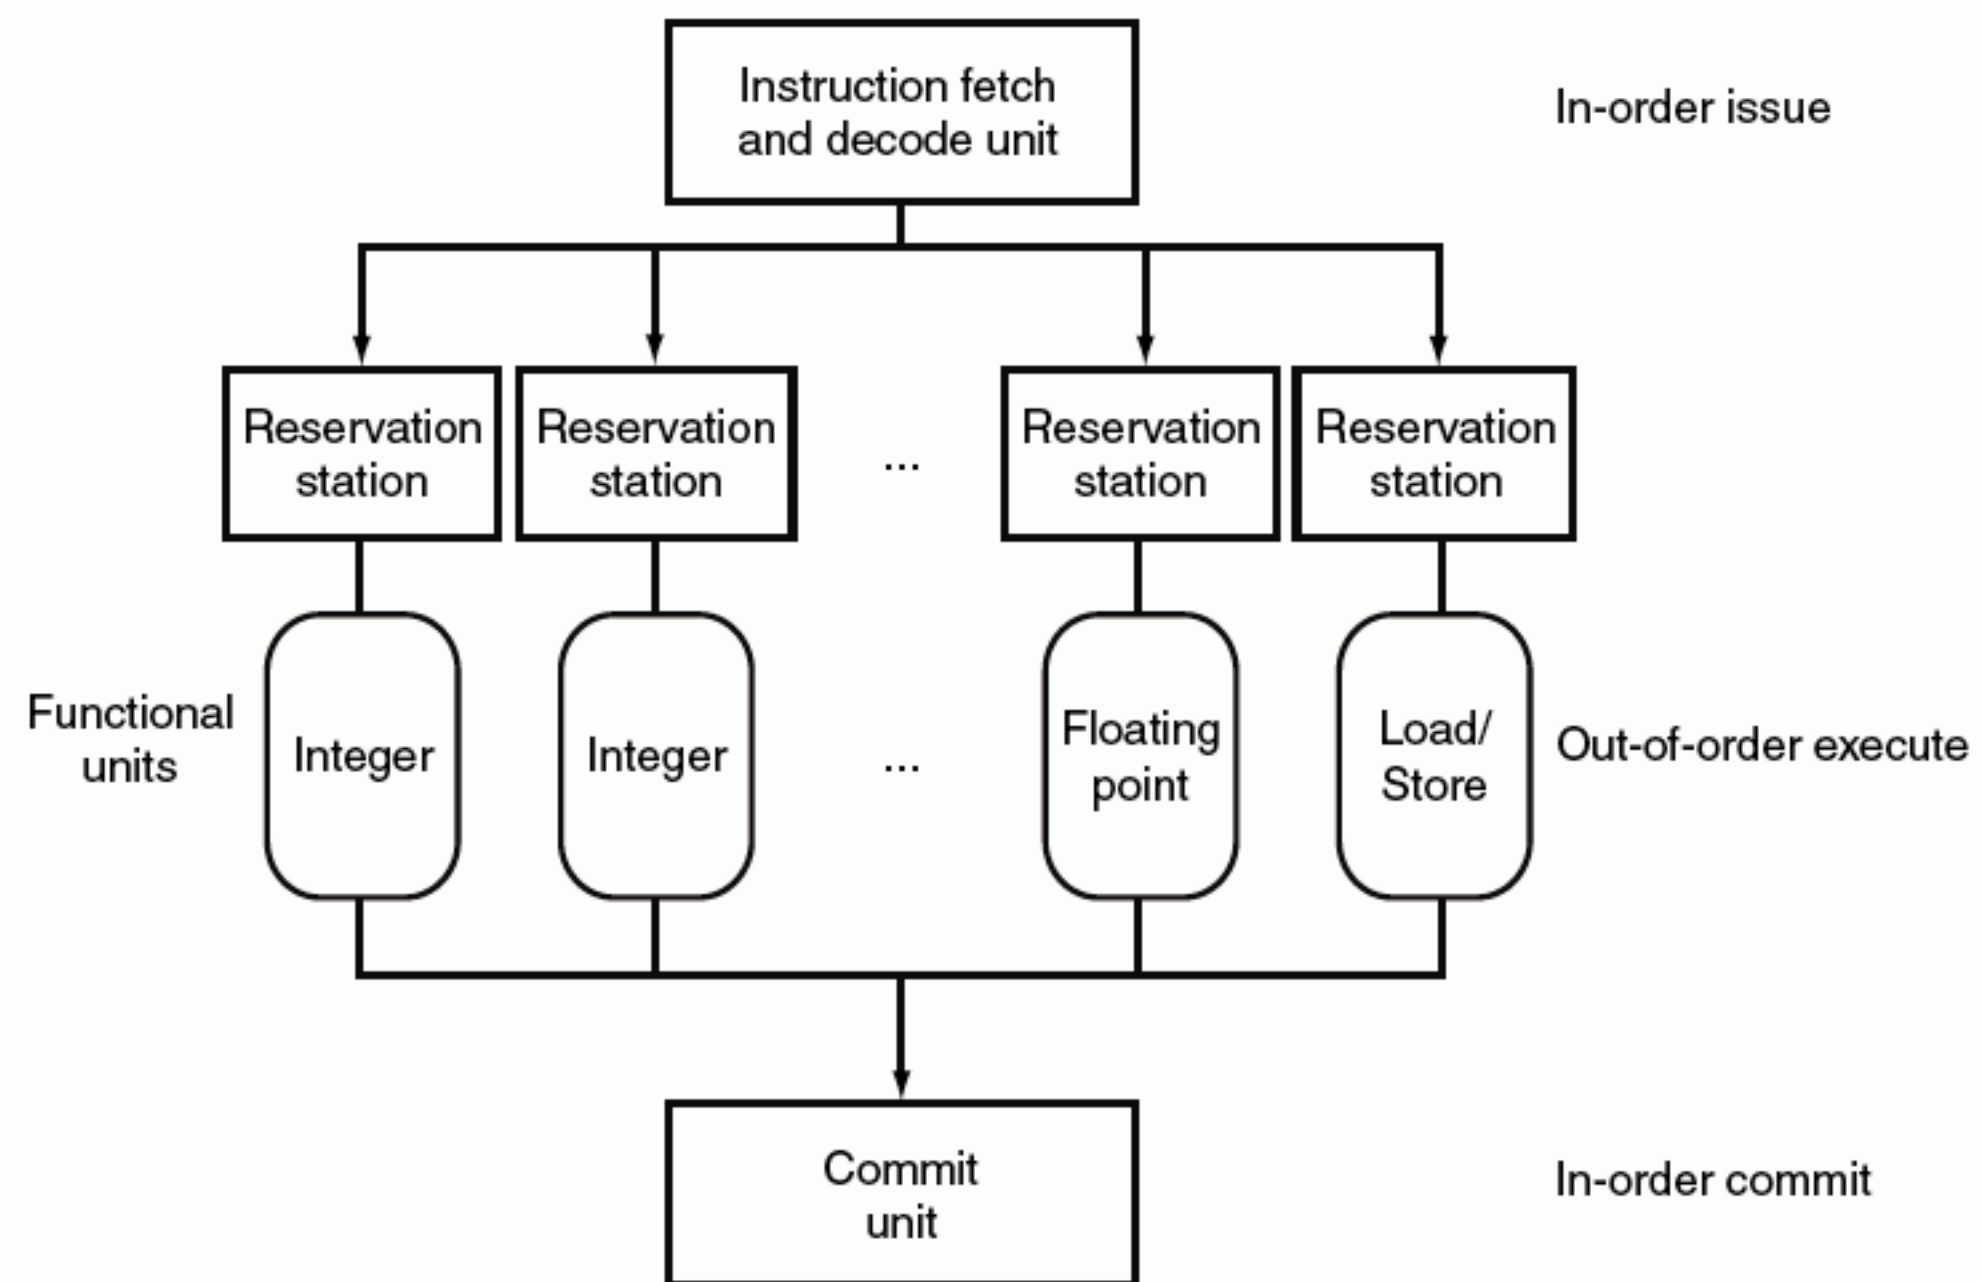 Instruction fetch
and decode unit
In-order issue
Reservation
station
Reservation
station
...
Reservation
station
Reservation
station
Functional
units
Integer
Integer
...
Floating
point
Load/
Store
Out-of-order execute
Commit
unit
In-order commit